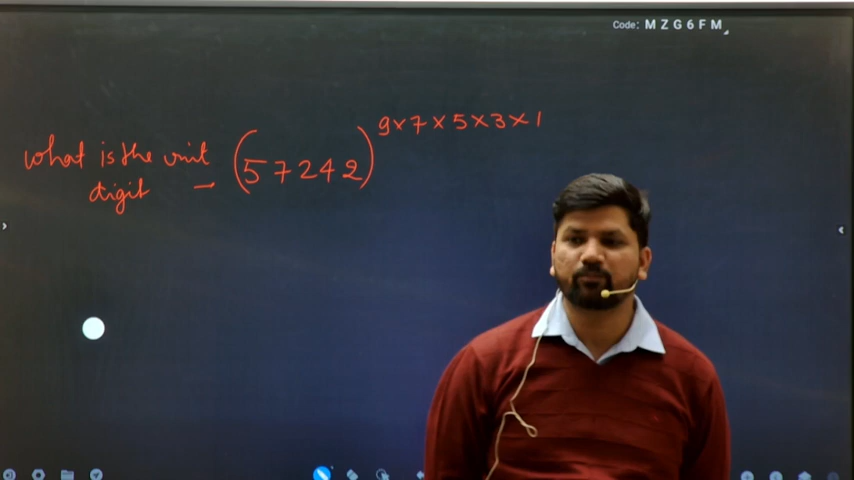 Code: MZG6FM
what is the unit
digit - (57242)^9×7×5×3×1